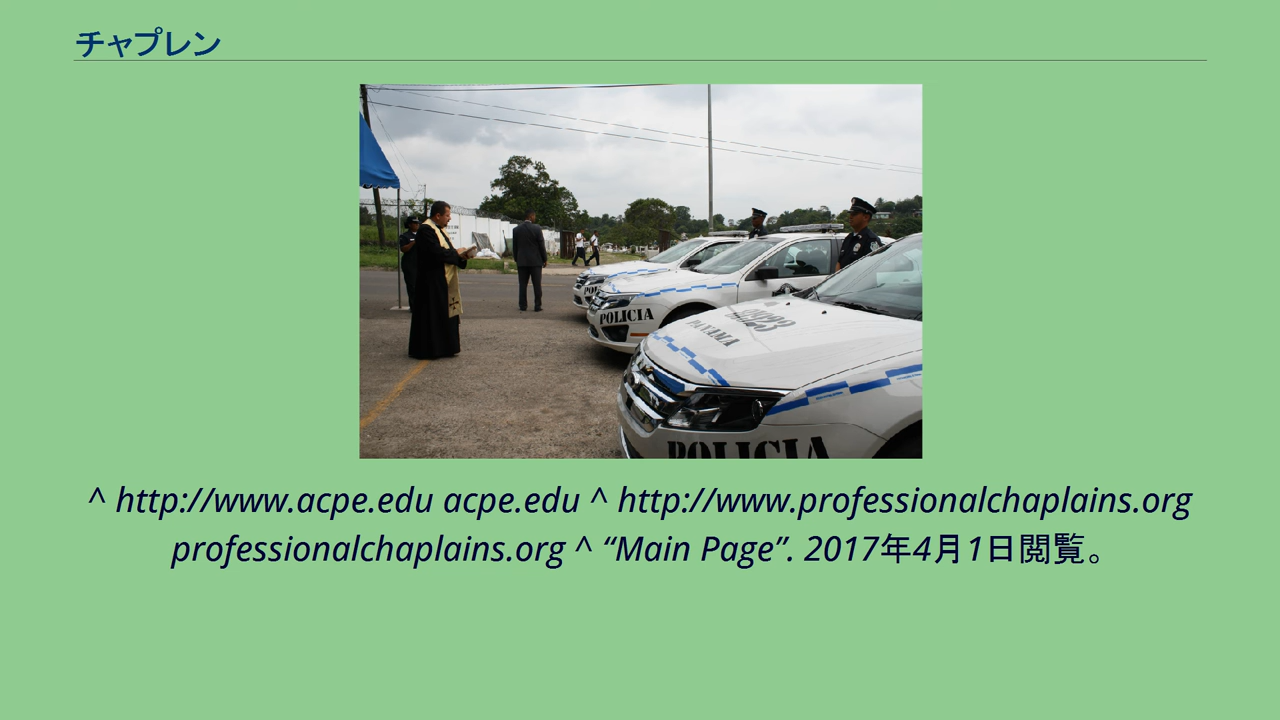 チャプレン
POLICIA
POLICIA
PANAMA
POLICIA
^ http://www.acpe.edu acpe.edu ^ http://www.professionalchaplains.org
professionalchaplains.org ^ “Main Page”. 2017年4月1日閲覧。